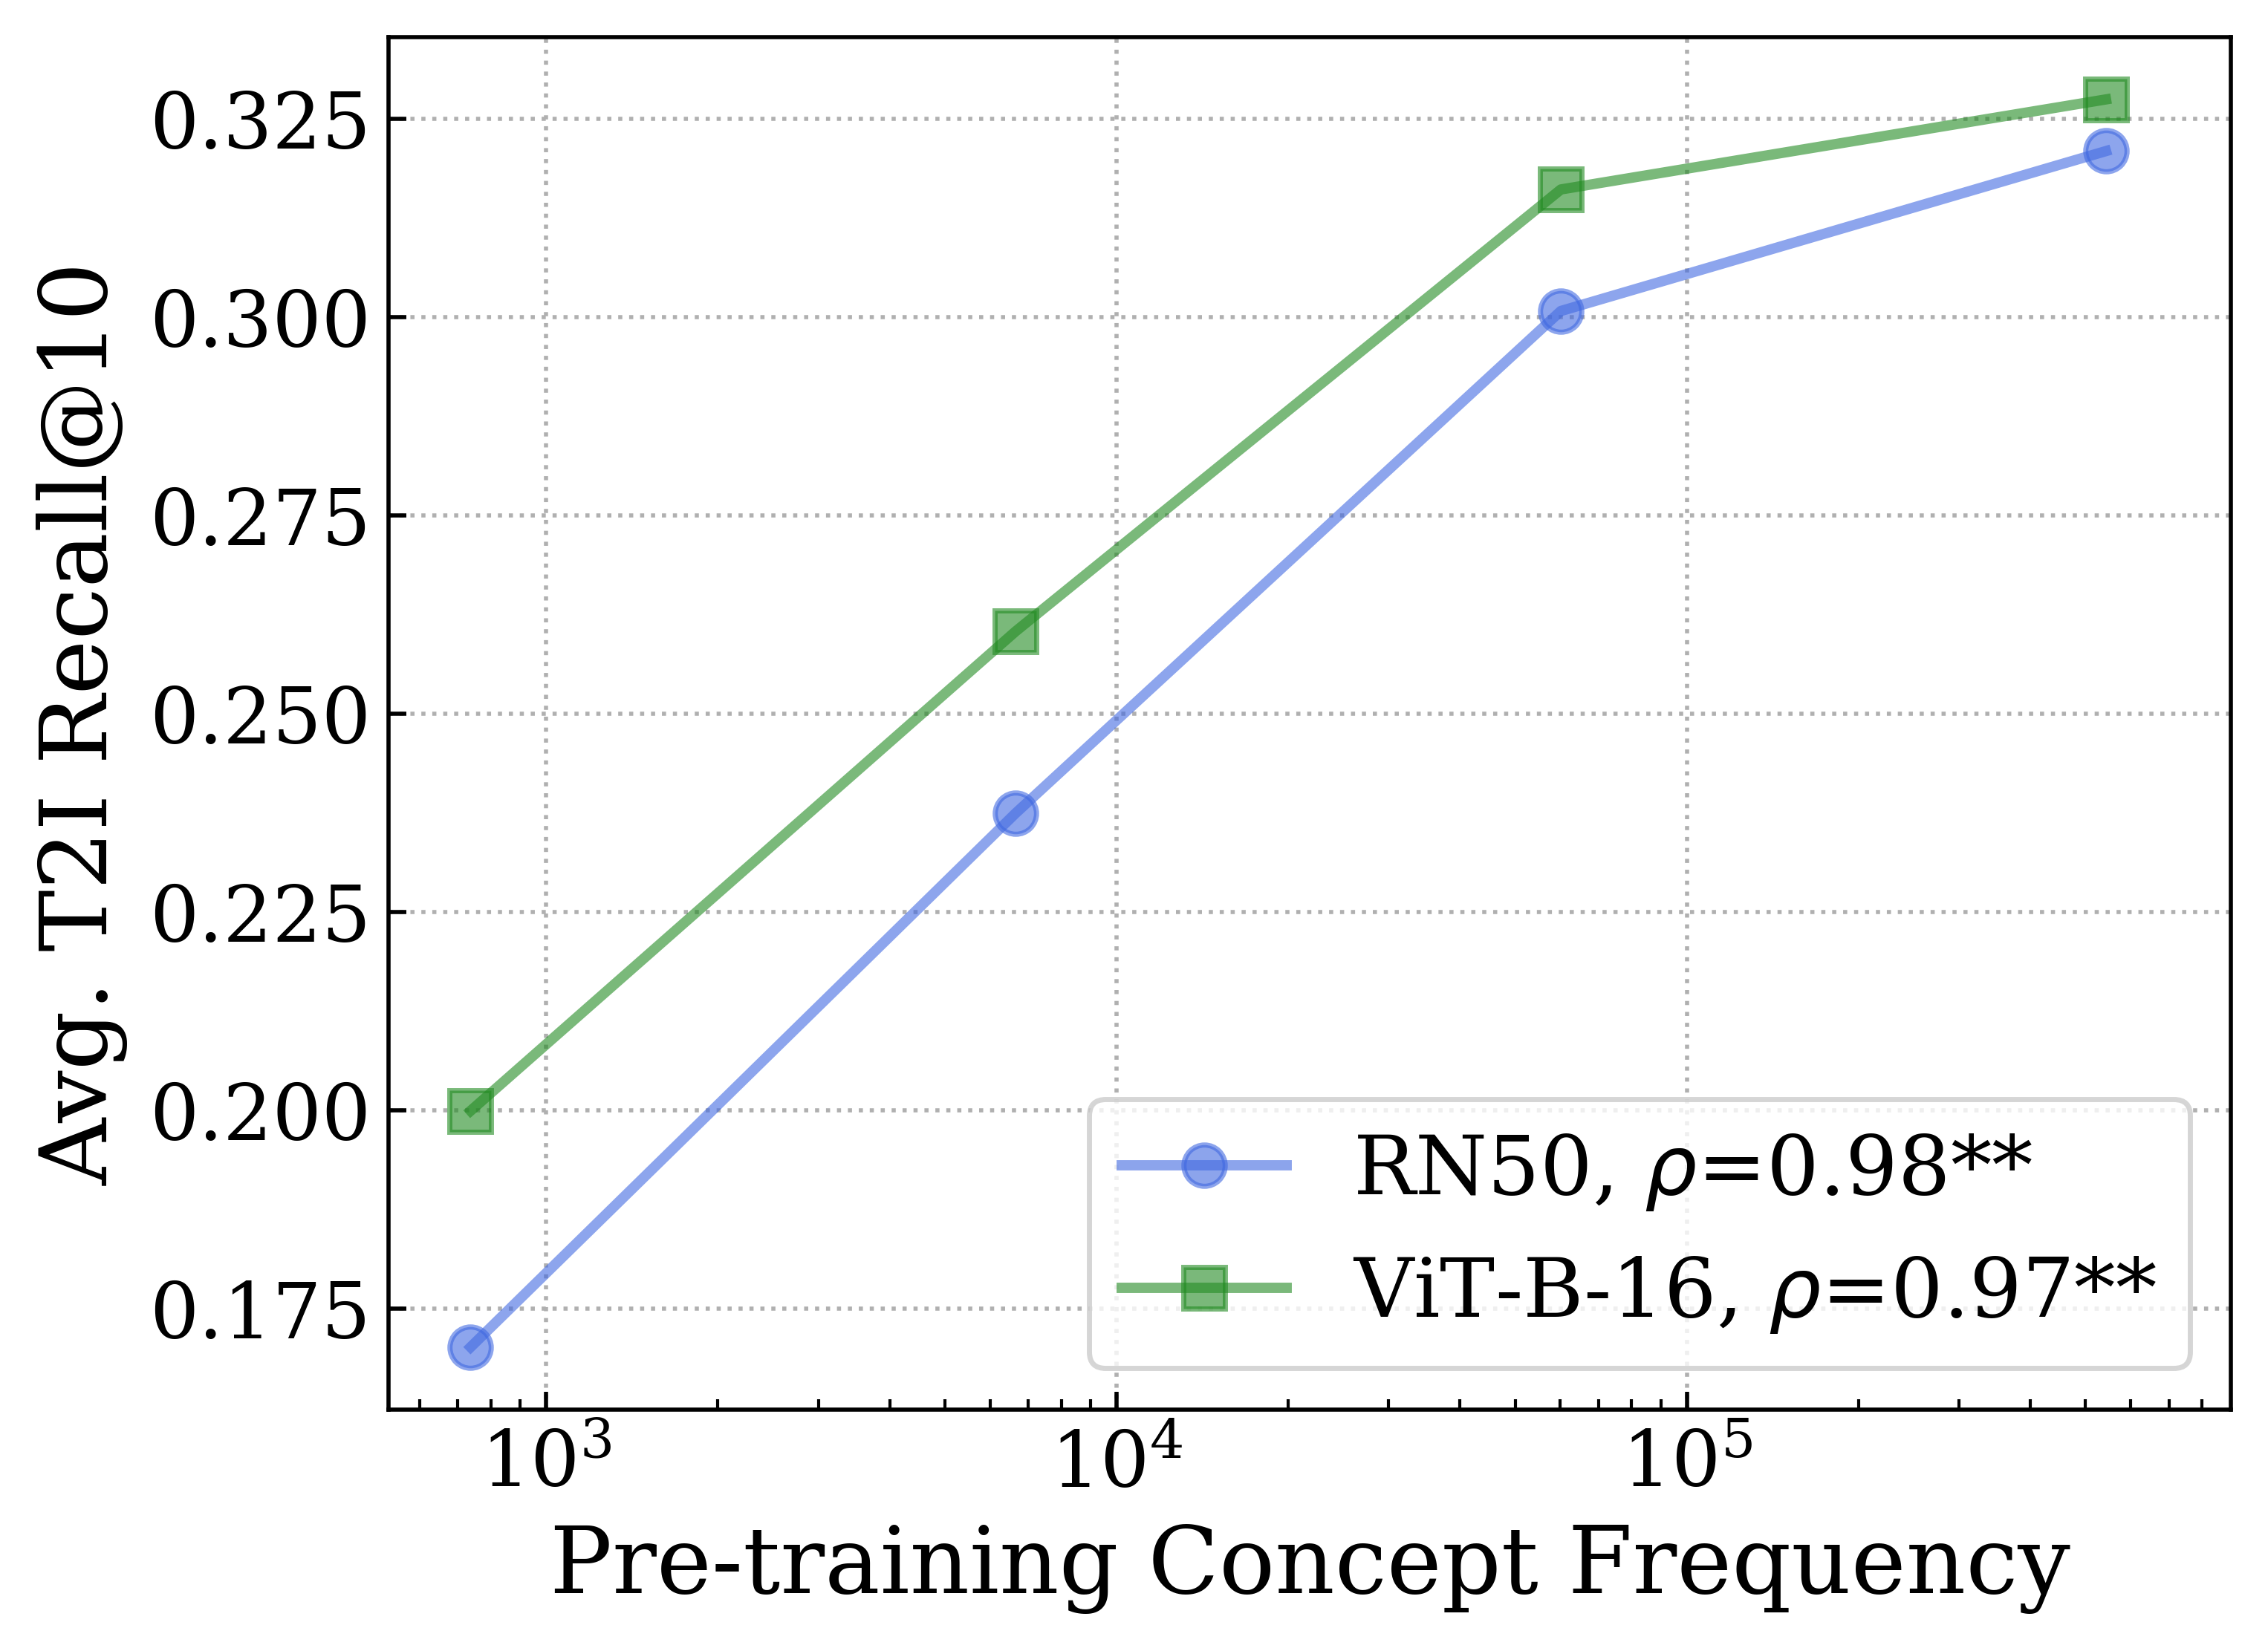 0.325
0.300
0.275
0.250
0.225
0.200
0.175
Avg. T2I Recall@10
RN50, ρ=0.98**
ViT-B-16, ρ=0.97**
10³
10⁴
10⁵
Pre-training Concept Frequency